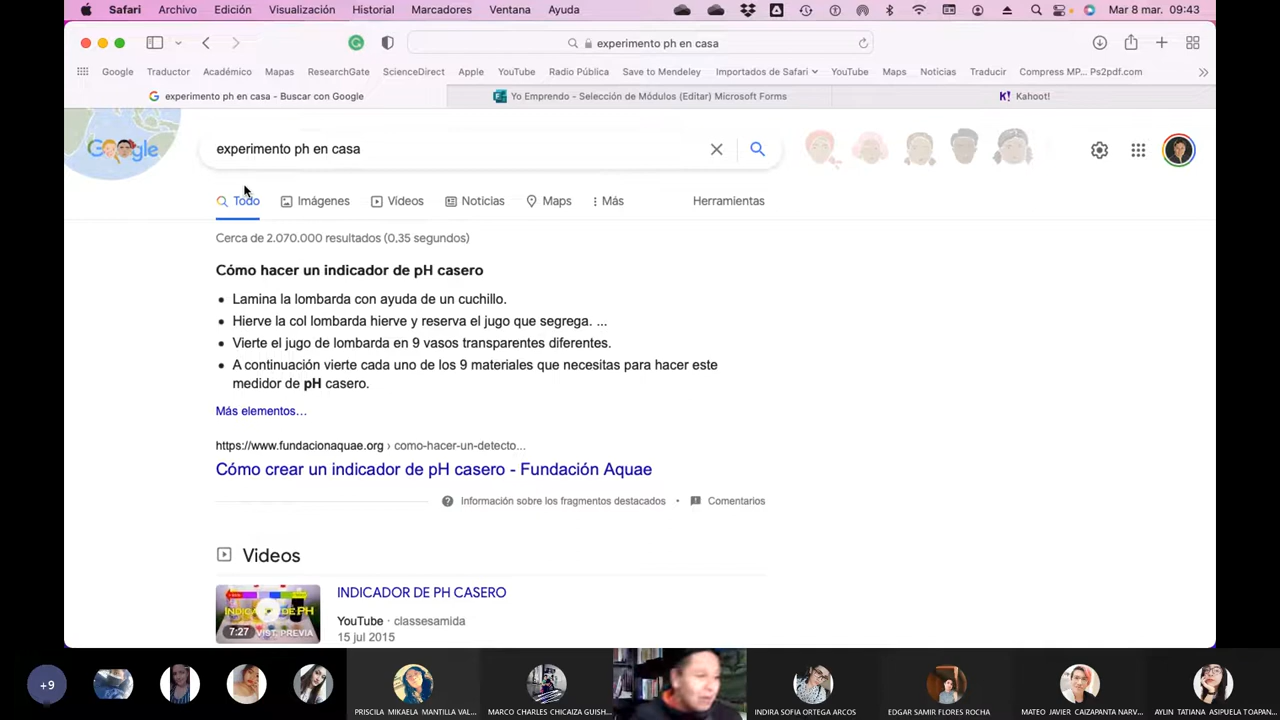 Safari Archivo Edición Visualización Historial Marcadores Ventana Ayuda Mar 8 mar. 09:43
experimento ph en casa
Google Traductor Académico Mapas ResearchGate ScienceDirect Apple YouTube Radio Pública Save to Mendeley Importados de Safari YouTube Maps Noticias Traducir Compress MP... Ps2pdf.com
experimento ph en casa - Buscar con Google Yo Emprendo - Selección de Módulos (Editar) Microsoft Forms Kahoot!
experimento ph en casa
Todo Imágenes Videos Noticias Maps Más Herramientas
Cerca de 2.070.000 resultados (0,35 segundos)
Cómo hacer un indicador de pH casero
Lamina la lombarda con ayuda de un cuchillo.
Hierve la col lombarda hierve y reserva el jugo que segrega. ...
Vierte el jugo de lombarda en 9 vasos transparentes diferentes.
A continuación vierte cada uno de los 9 materiales que necesitas para hacer este
medidor de pH casero.
Más elementos…
https://www.fundacionaquae.org › como-hacer-un-detecto...
Cómo crear un indicador de pH casero - Fundación Aquae
Información sobre los fragmentos destacados • Comentarios
Videos
INDICADOR DE PH CASERO
YouTube · classesamida
15 jul 2015
7:27 VIST. PREVIA
+9
PRISCILA MIKAELA MANTILLA VAL... MARCO CHARLES CHICAIZA GUISH... INDIRA SOFIA ORTEGA ARCOS EDGAR SAMIR FLORES ROCHA MATEO JAVIER CAIZAPANTA NARV... AYLIN TATIANA ASIPUELA TOAPAN...